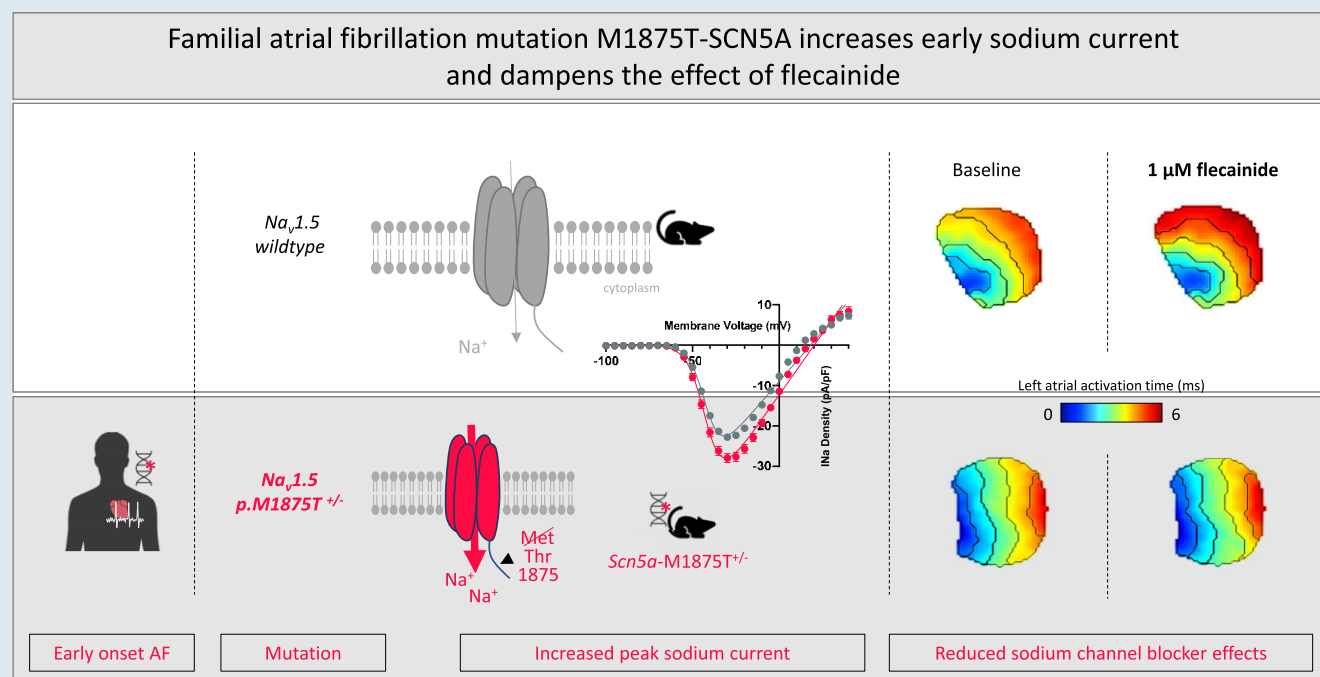 Familial atrial fibrillation mutation M1875T-SCN5A increases early sodium current
and dampens the effect of flecainide
Baseline
1 µM flecainide
Nav1.5
wildtype
cytoplasm
Na+
10
Membrane Voltage (mV)
-100
-50
-10
-20
-30
INa Density (pA/pF)
Left atrial activation time (ms)
0
6
Nav1.5
p.M1875T +/-
Met
Thr
1875
Na+
Na+
Scn5a-M1875T+/-
Early onset AF
Mutation
Increased peak sodium current
Reduced sodium channel blocker effects